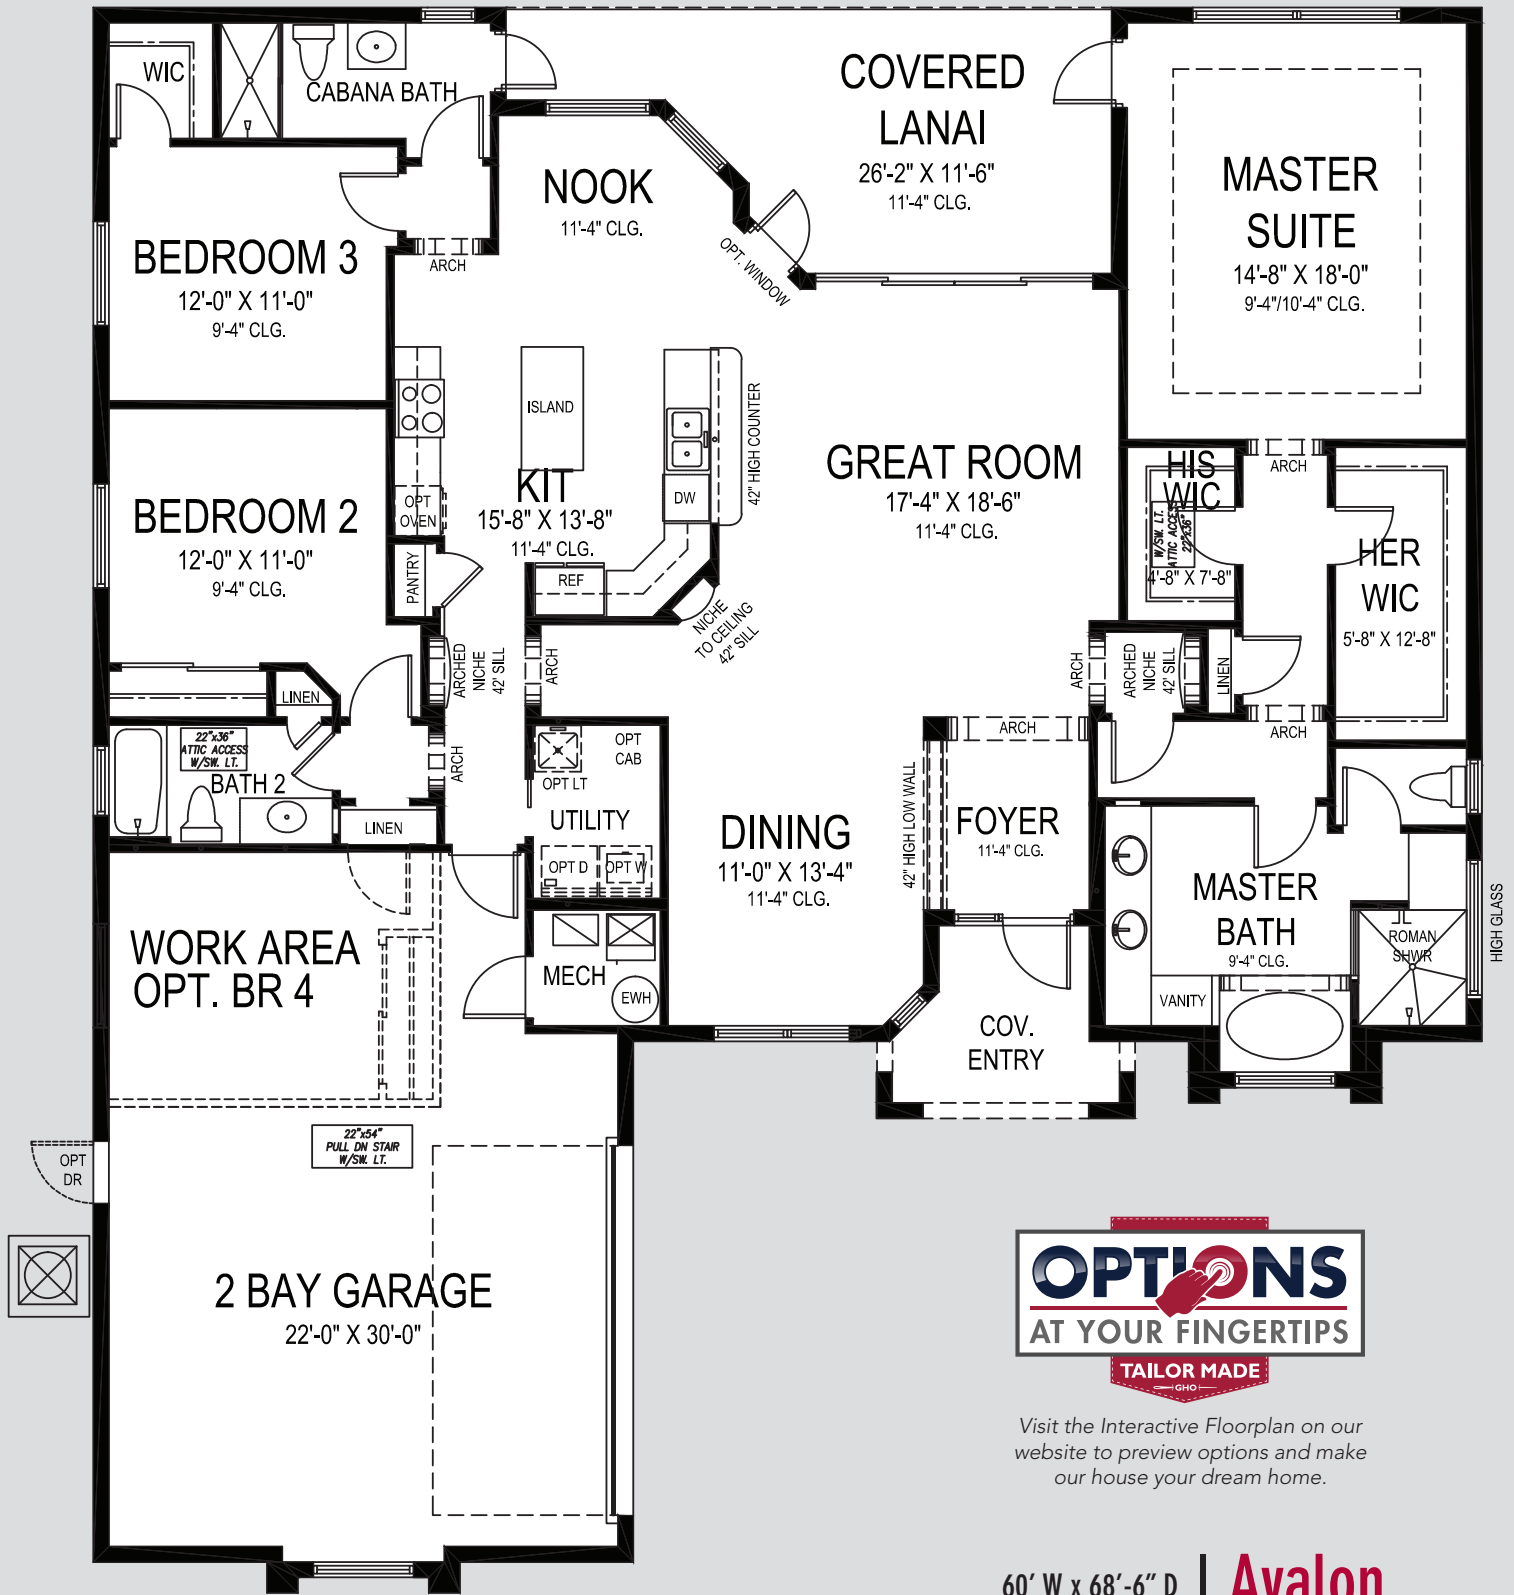 WIC
CABANA BATH
COVERED
LANAI
26'-2" X 11'-6"
11'-4" CLG.
NOOK
11'-4" CLG.
MASTER
SUITE
14'-8" X 18'-0"
9'-4"/10'-4" CLG.
BEDROOM 3
12'-0" X 11'-0"
9'-4" CLG.
ARCH
OPT. WINDOW
ISLAND
42" HIGH COUNTER
GREAT ROOM
17'-4" X 18'-6"
11'-4" CLG.
ARCH
HIS
WIC
W/SW. LT.
ATTIC ACCESS
22"x36"
4'-8" X 7'-8"
HER
WIC
5'-8" X 12'-8"
BEDROOM 2
12'-0" X 11'-0"
9'-4" CLG.
OPT
OVEN
KIT
15'-8" X 13'-8"
11'-4" CLG.
DW
REF
PANTRY
NICHE
TO CEILING
42" SILL
ARCHED
NICHE
42' SILL
ARCH
ARCH
ARCHED
NICHE
42' SILL
LINEN
ARCH
LINEN
22"x36"
ATTIC ACCESS
W/SW. LT.
BATH 2
ARCH
LINEN
OPT
CAB
OPT LT
UTILITY
OPT D
OPT W
ARCH
42" HIGH LOW WALL
FOYER
11'-4" CLG.
DINING
11'-0" X 13'-4"
11'-4" CLG.
MASTER
BATH
9'-4" CLG.
VANITY
ROMAN
SHWR
HIGH GLASS
WORK AREA
OPT. BR 4
MECH
EWH
COV.
ENTRY
22"x54"
PULL DN STAIR
W/SW. LT.
OPT
DR
2 BAY GARAGE
22'-0" X 30'-0"
OPTIONS
AT YOUR FINGERTIPS
TAILOR MADE
GHO
Visit the Interactive Floorplan on our
website to preview options and make
our house your dream home.
60' W x 68'-6" D
Avalon